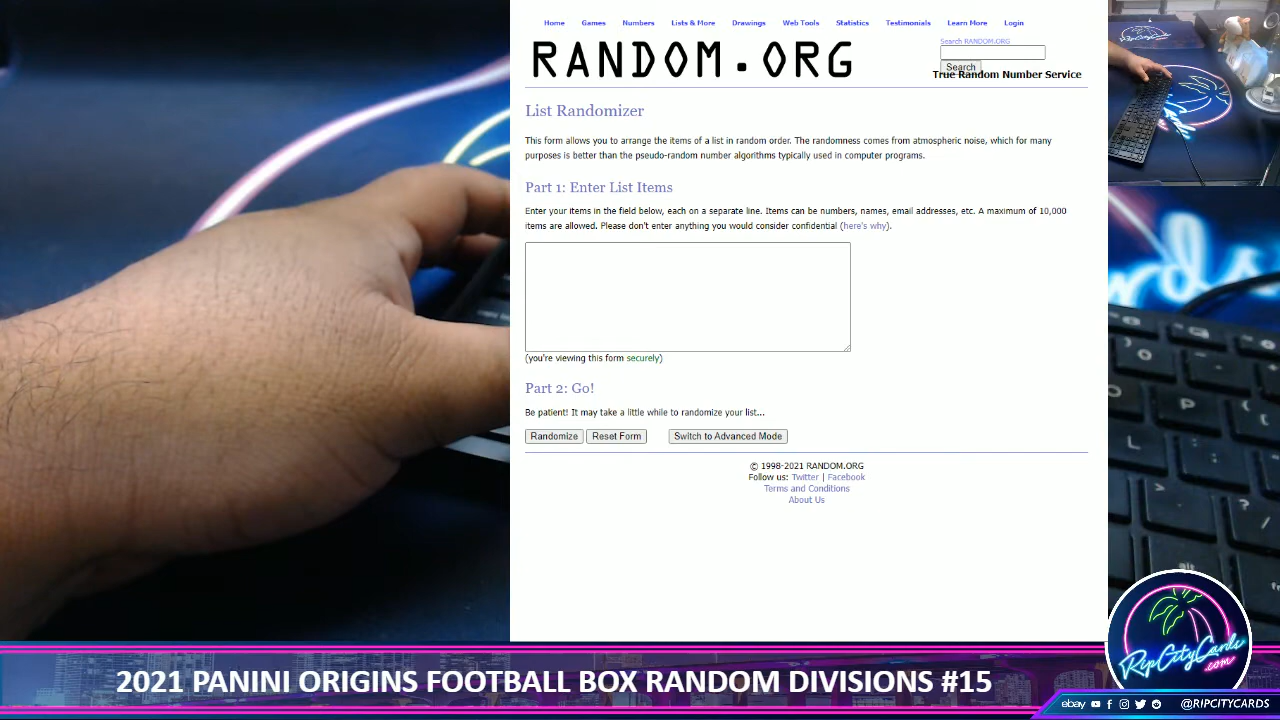 Home Games Numbers Lists & More Drawings Web Tools Statistics Testimonials Learn More Login
RANDOM.ORG
Search RANDOM.ORG
Search
True Random Number Service
List Randomizer
This form allows you to arrange the items of a list in random order. The randomness comes from atmospheric noise, which for many
purposes is better than the pseudo-random number algorithms typically used in computer programs.
Part 1: Enter List Items
Enter your items in the field below, each on a separate line. Items can be numbers, names, email addresses, etc. A maximum of 10,000
items are allowed. Please don't enter anything you would consider confidential (here's why).
(you're viewing this form securely)
Part 2: Go!
Be patient! It may take a little while to randomize your list...
Randomize Reset Form Switch to Advanced Mode
© 1998-2021 RANDOM.ORG
Follow us: Twitter | Facebook
Terms and Conditions
About Us
2021 PANINI ORIGINS FOOTBALL BOX RANDOM DIVISIONS #15
RipCityCards
.com
ebay
@RIPCITYCARDS